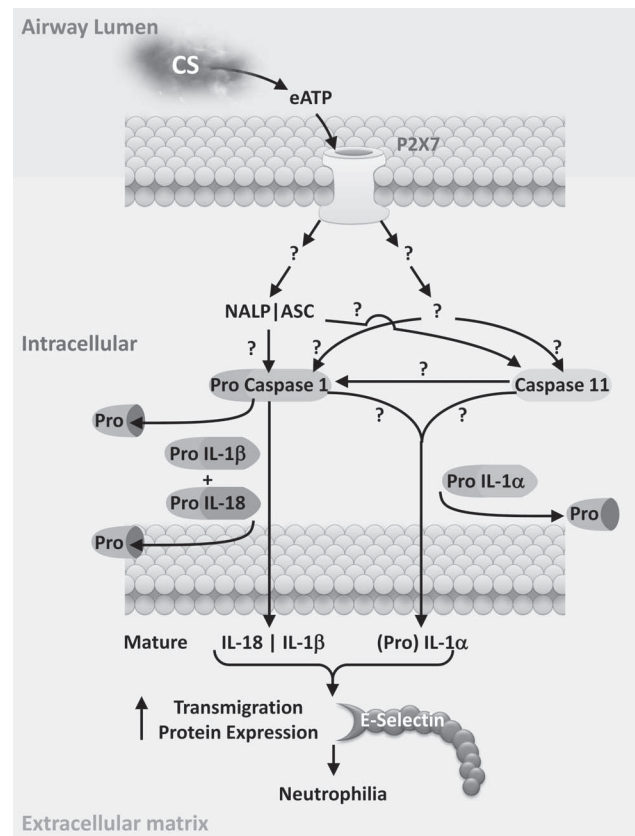 Airway Lumen
CS
eATP
P2X7
? ?
NALP|ASC ? ?
Intracellular
? ? ?
?
Pro Caspase 1 Caspase 11
? ?
Pro
Pro IL-1β
+
Pro IL-18
Pro IL-1α
Pro
Pro
Mature IL-18 | IL-1β (Pro) IL-1α
Transmigration
Protein Expression
E-Selectin
Neutrophilia
Extracellular matrix